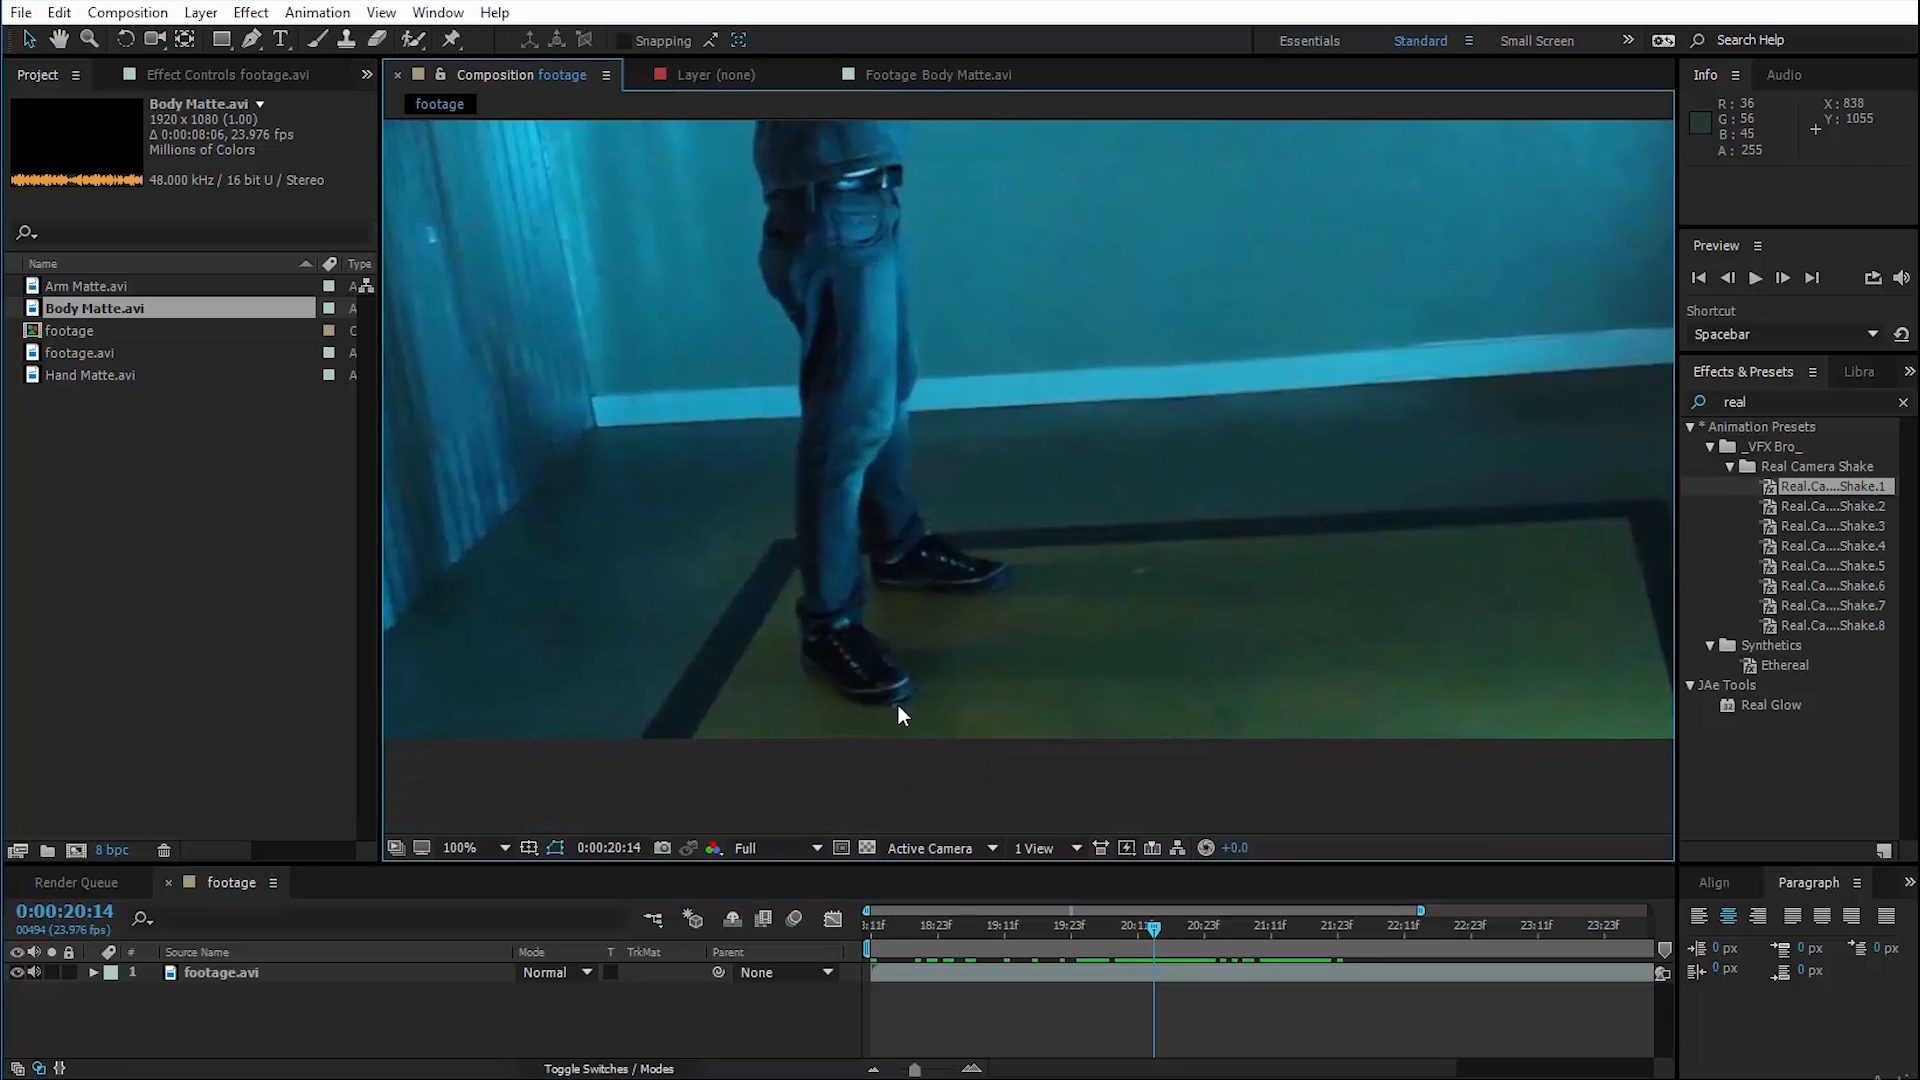 File Edit Composition Layer Effect Animation View Window Help
Snapping
Essentials Standard Small Screen Search Help
Project Effect Controls footage.avi
Composition footage Layer (none) Footage Body Matte.avi
Info Audio
footage
Body Matte.avi
1920 x 1080 (1.00)
Δ 0:00:08:06, 23.976 fps
Millions of Colors
48.000 kHz / 16 bit U / Stereo
R: 36 X: 838
G: 56 Y: 1055
B: 45
A: 255
Preview
Shortcut
Spacebar
Name Type
Arm Matte.avi A
Body Matte.avi A
footage C
footage.avi A
Hand Matte.avi A
Effects & Presets Libra
real
* Animation Presets
_VFX Bro_
Real Camera Shake
Real.Ca....Shake.1
Real.Ca....Shake.2
Real.Ca....Shake.3
Real.Ca....Shake.4
Real.Ca....Shake.5
Real.Ca....Shake.6
Real.Ca....Shake.7
Real.Ca....Shake.8
Synthetics
Ethereal
JAe Tools
32 Real Glow
8 bpc
100% 0:00:20:14 Full Active Camera 1 View +0.0
Render Queue footage
Align Paragraph
0:00:20:14
00494 (23.976 fps)
18:23f 19:11f 19:23f 20:23f 21:11f 21:23f 22:11f 22:23f 23:11f 23:23f
# Source Name Mode T TrkMat Parent
1 footage.avi Normal None
0 px 0 px 0 px
0 px 0 px
Toggle Switches / Modes